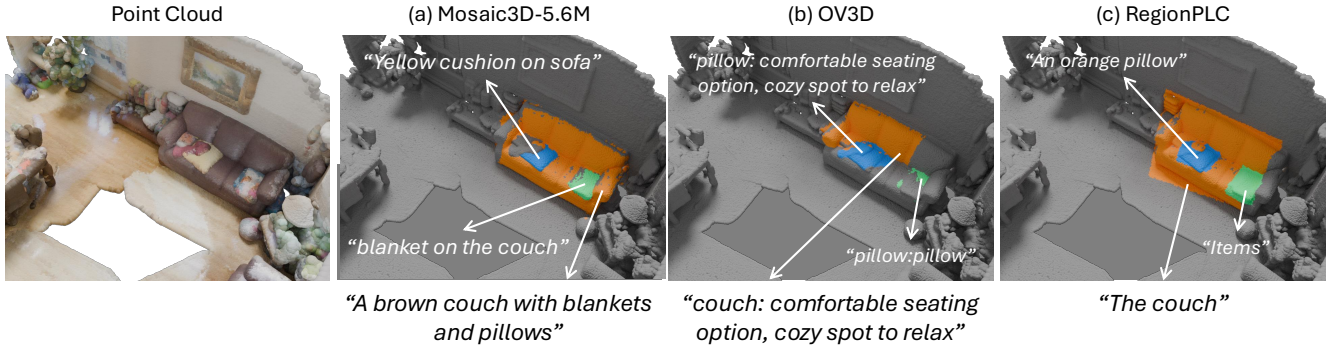 Point Cloud
(a) Mosaic3D-5.6M
(b) OV3D
(c) RegionPLC
“Yellow cushion on sofa”
“blanket on the couch”
“A brown couch with blankets
and pillows”
“pillow: comfortable seating
option, cozy spot to relax”
“pillow:pillow”
“couch: comfortable seating
option, cozy spot to relax”
“An orange pillow”
“Items”
“The couch”